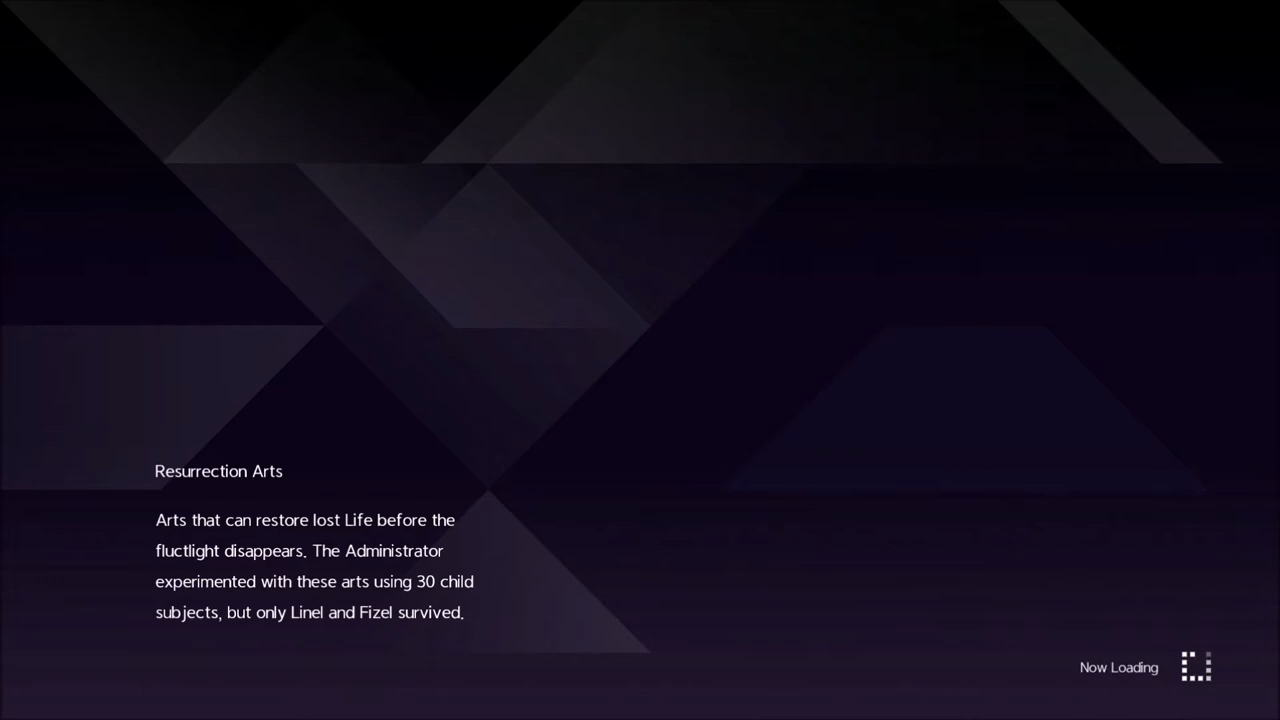 Resurrection Arts
Arts that can restore lost Life before the
fluctlight disappears. The Administrator
experimented with these arts using 30 child
subjects, but only Linel and Fizel survived.
Now Loading